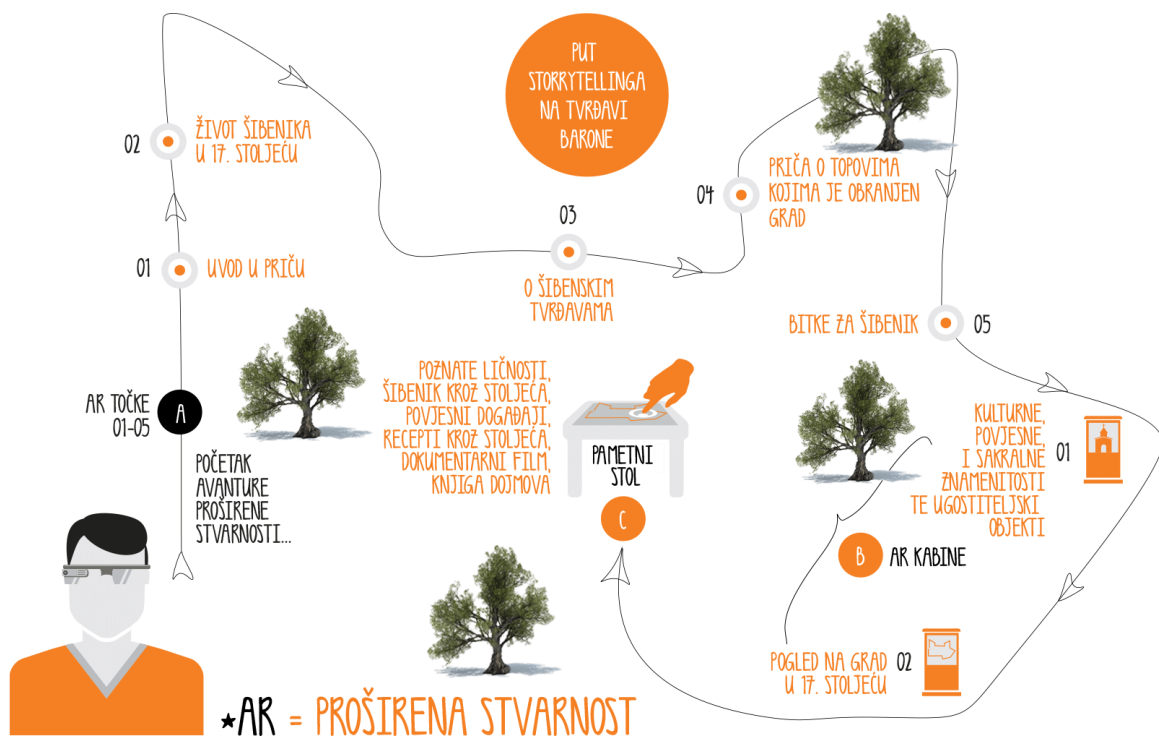 PUT
STORRYTELLINGA
NA TVRĐAVI
BARONE
02
ŽIVOT ŠIBENIKA
U 17. STOLJEĆU
01
UVOD U PRIČU
AR TOČKE
01-05
A
POČETAK
AVANTURE
PROŠIRENE
STVARNOSTI...
03
O ŠIBENSKIM
TVRĐAVAMA
04
PRIČA O TOPOVIMA
KOJIMA JE OBRANJEN
GRAD
BITKE ZA ŠIBENIK
05
POZNATE LIČNOSTI,
ŠIBENIK KROZ STOLJEĆA,
POVJESNI DOGAĐAJI,
RECEPTI KROZ STOLJEĆA,
DOKUMENTARNI FILM,
KNJIGA DOJMOVA
PAMETNI
STOL
C
KULTURNE,
POVJESNE,
I SAKRALNE
ZNAMENITOSTI
TE UGOSTITELJSKI
OBJEKTI
01
B
AR KABINE
POGLED NA GRAD
U 17. STOLJEĆU
02
★AR = PROŠIRENA STVARNOST